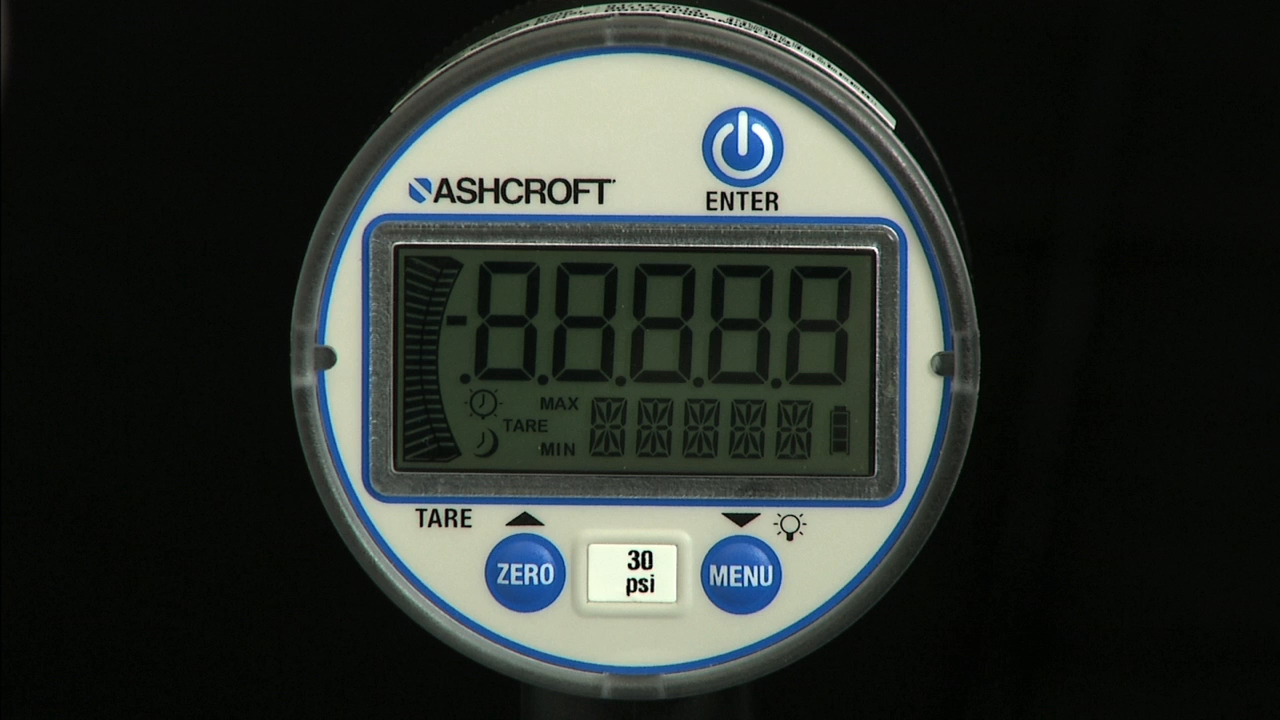 ASHCROFT
ENTER
-.8.8.8.8.8
MAX
TARE
MIN
TARE
ZERO
30
psi
MENU